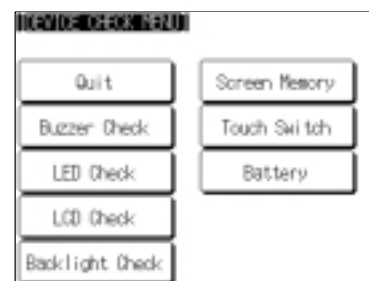 DEVICE CHECK MENU
Quit
Buzzer Check
LED Check
LCD Check
Backlight Check
Screen Memory
Touch Switch
Battery